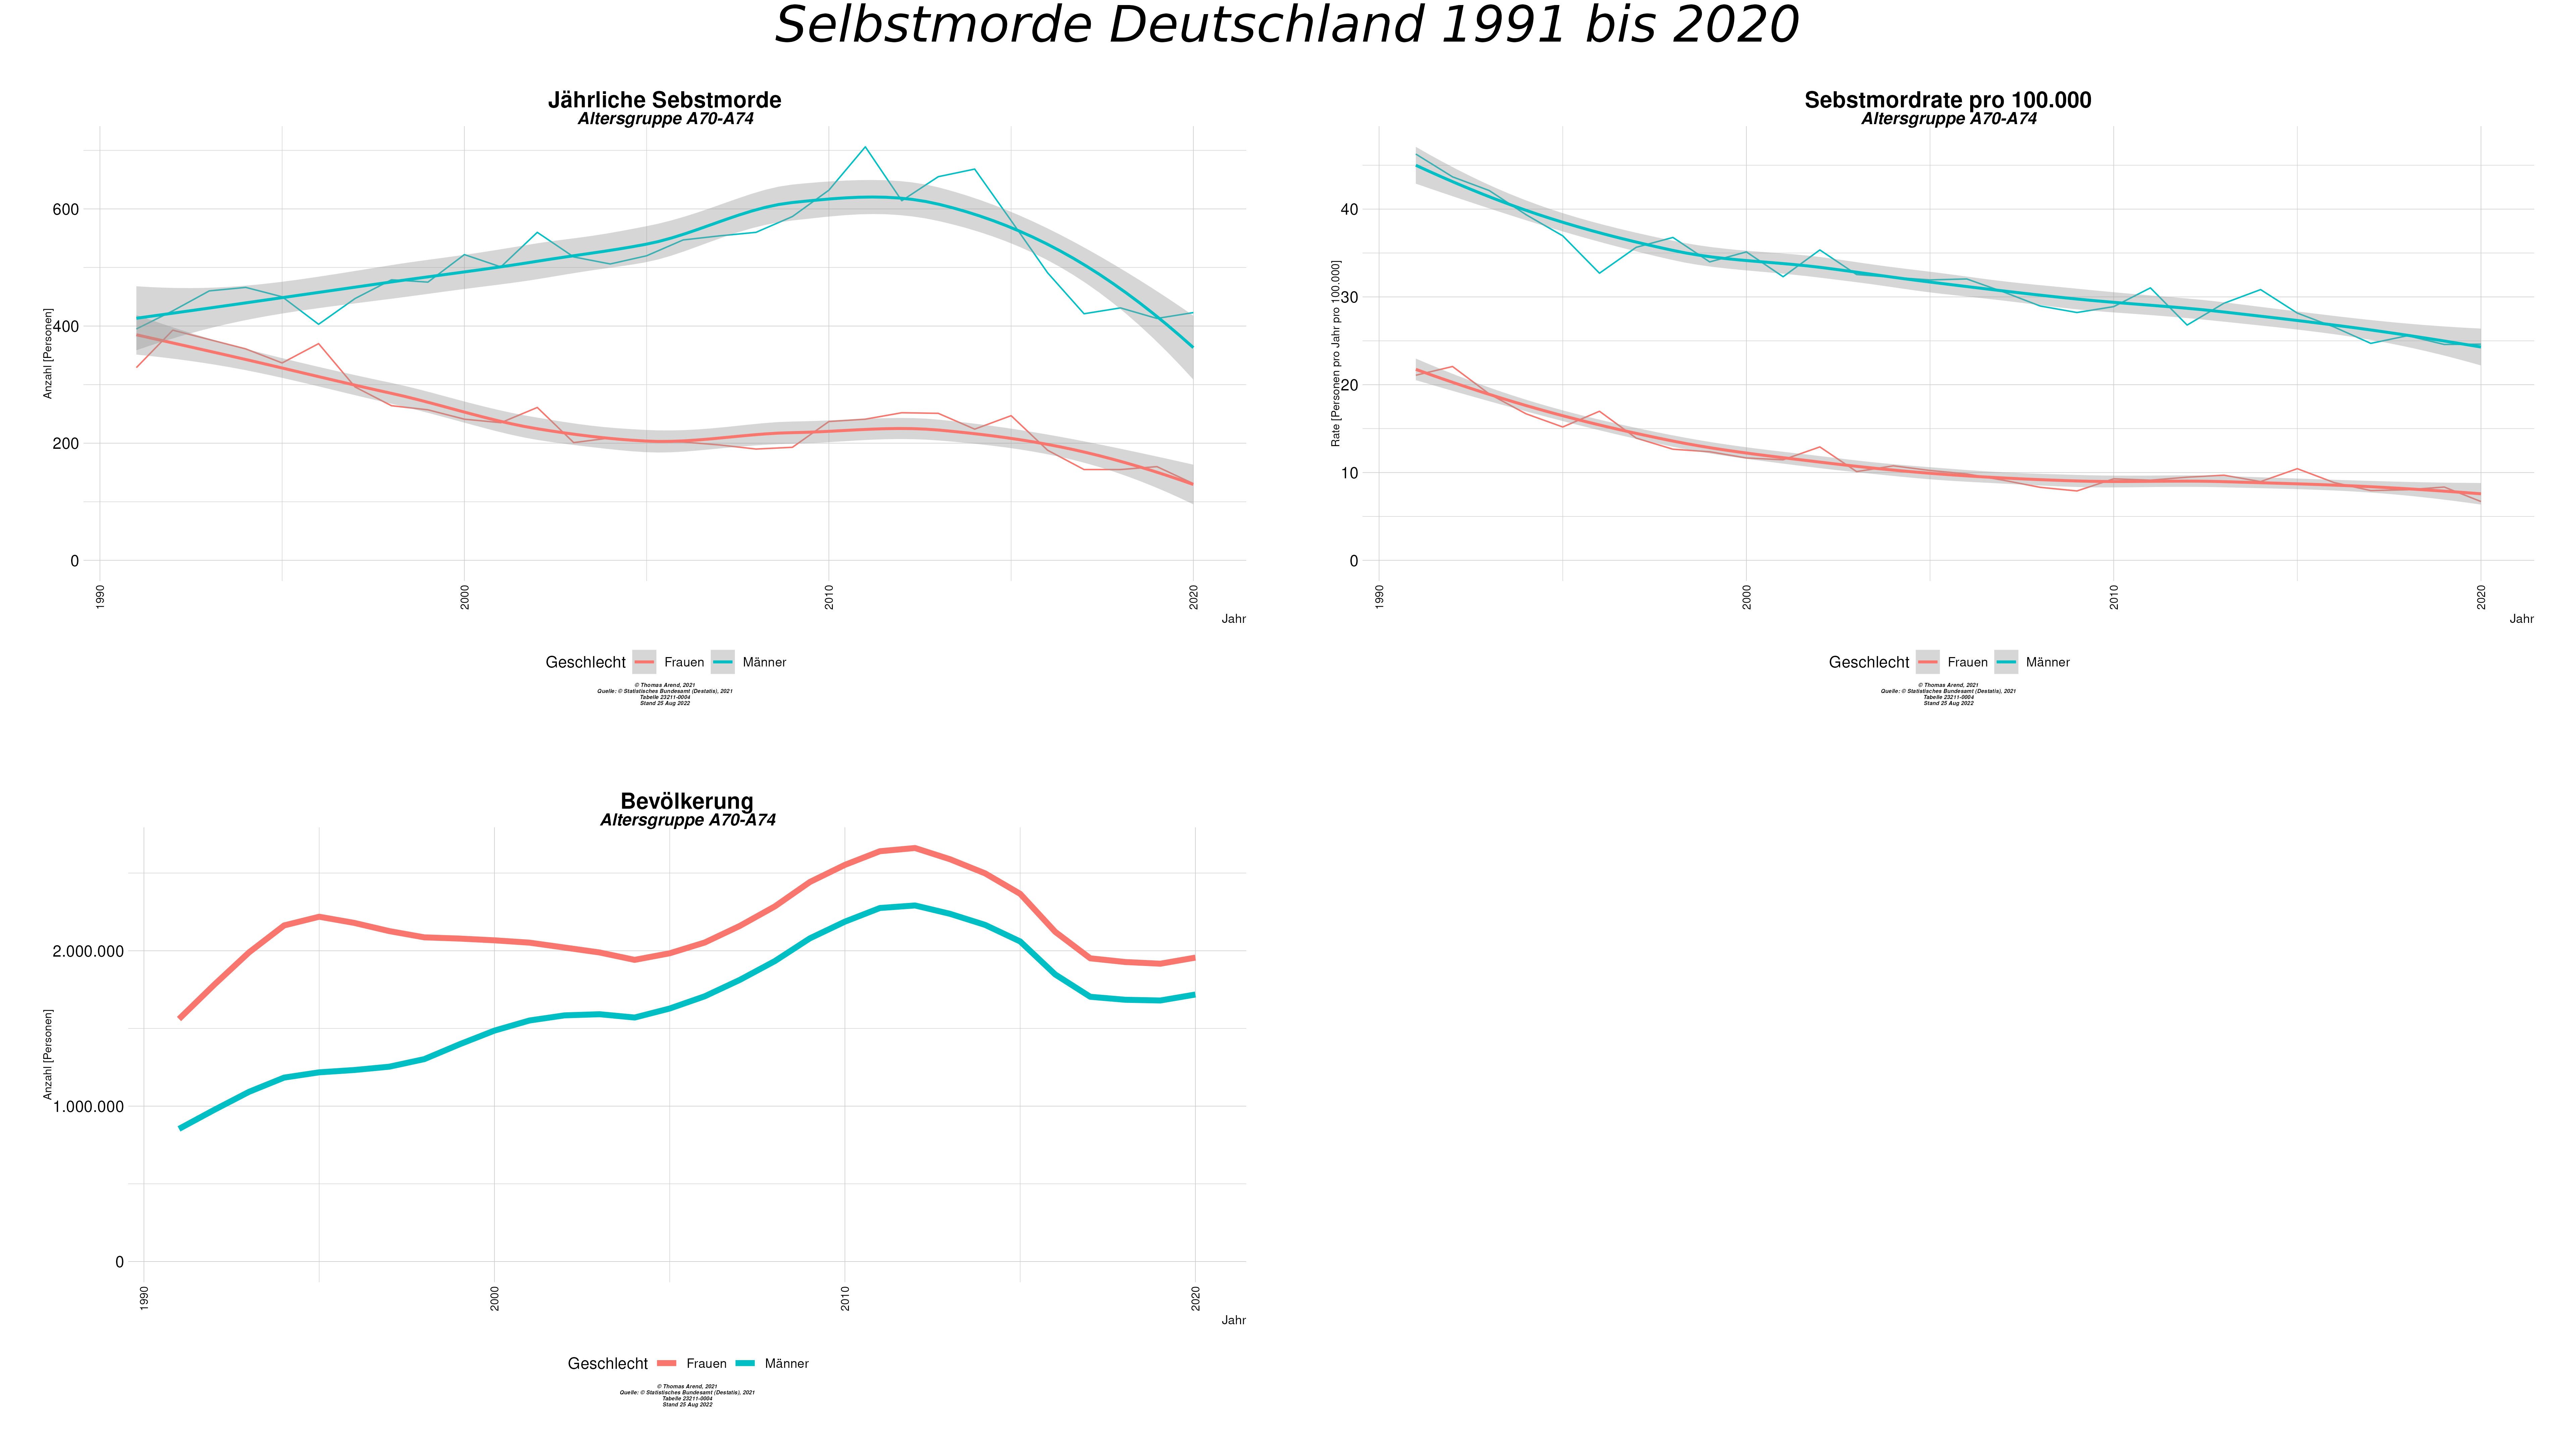 Selbstmorde Deutschland 1991 bis 2020
Jährliche Sebstmorde
Altersgruppe A70-A74
Anzahl [Personen]
600
400
200
0
1990
2000
2010
2020
Jahr
Geschlecht Frauen Männer
© Thomas Arend, 2021
Quelle: © Statistisches Bundesamt (Destatis), 2021
Tabelle 23211-0004
Stand 25 Aug 2022
Sebstmordrate pro 100.000
Altersgruppe A70-A74
Rate [Personen pro Jahr pro 100.000]
40
30
20
10
0
1990
2000
2010
2020
Jahr
Geschlecht Frauen Männer
© Thomas Arend, 2021
Quelle: © Statistisches Bundesamt (Destatis), 2021
Tabelle 23211-0004
Stand 25 Aug 2022
Bevölkerung
Altersgruppe A70-A74
Anzahl [Personen]
2.000.000
1.000.000
0
1990
2000
2010
2020
Jahr
Geschlecht Frauen Männer
© Thomas Arend, 2021
Quelle: © Statistisches Bundesamt (Destatis), 2021
Tabelle 23211-0004
Stand 25 Aug 2022